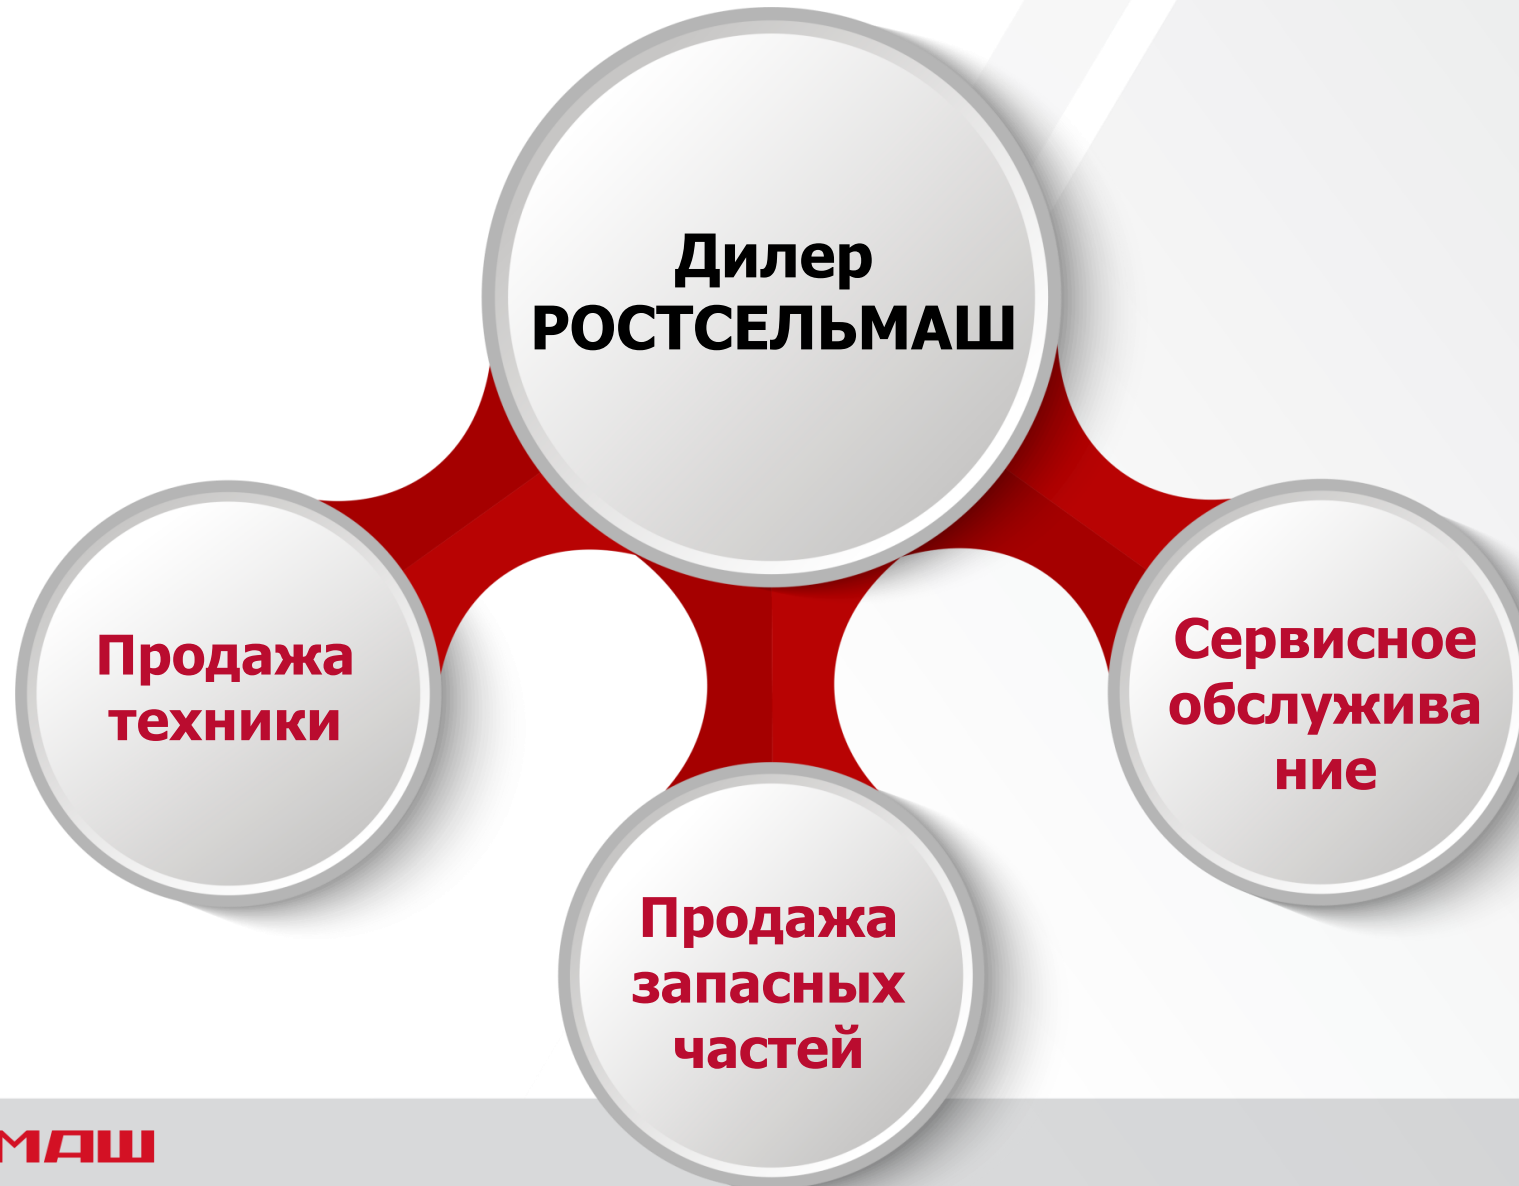 Дилер
РОСТСЕЛЬМАШ
Продажа
техники
Сервисное
обслужива
ние
Продажа
запасных
частей
МАШ